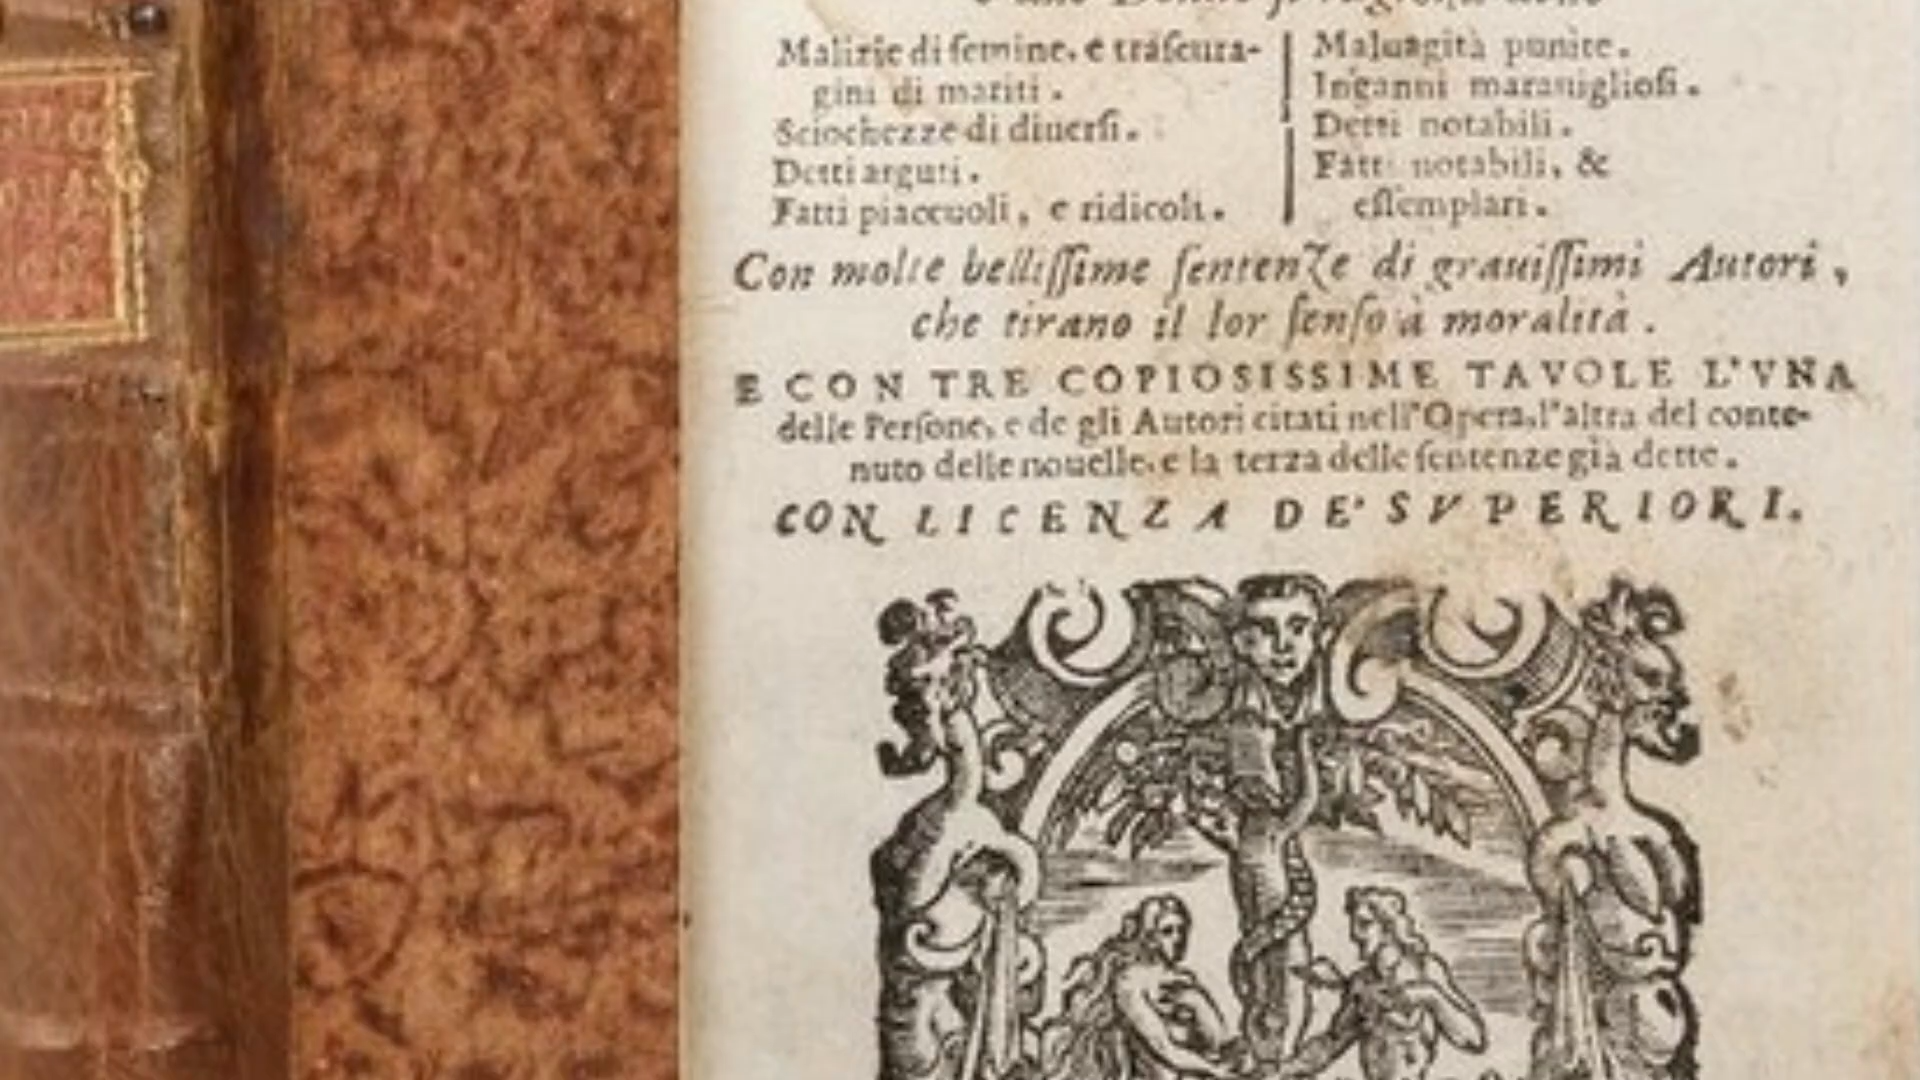 Malizie di femine, e trascura-
gini di mariti.
Sciochezze di diuersi.
Detti arguti.
Fatti piaceuoli, e ridicoli.
Maluagità punite.
Inganni marauigliosi.
Detti notabili.
Fatti notabili, &
essemplari.
Con molte bellissime sentenze di grauissimi Autori,
che tirano il lor senso à moralità.
E CON TRE COPIOSISSIME TAVOLE L'VNA
delle Persone, e de gli Autori citati nell'Opera, l'altra del conte-
nuto delle nouelle, e la terza delle sentenze già dette.
CON LICENZA DE' SVPERIORI.